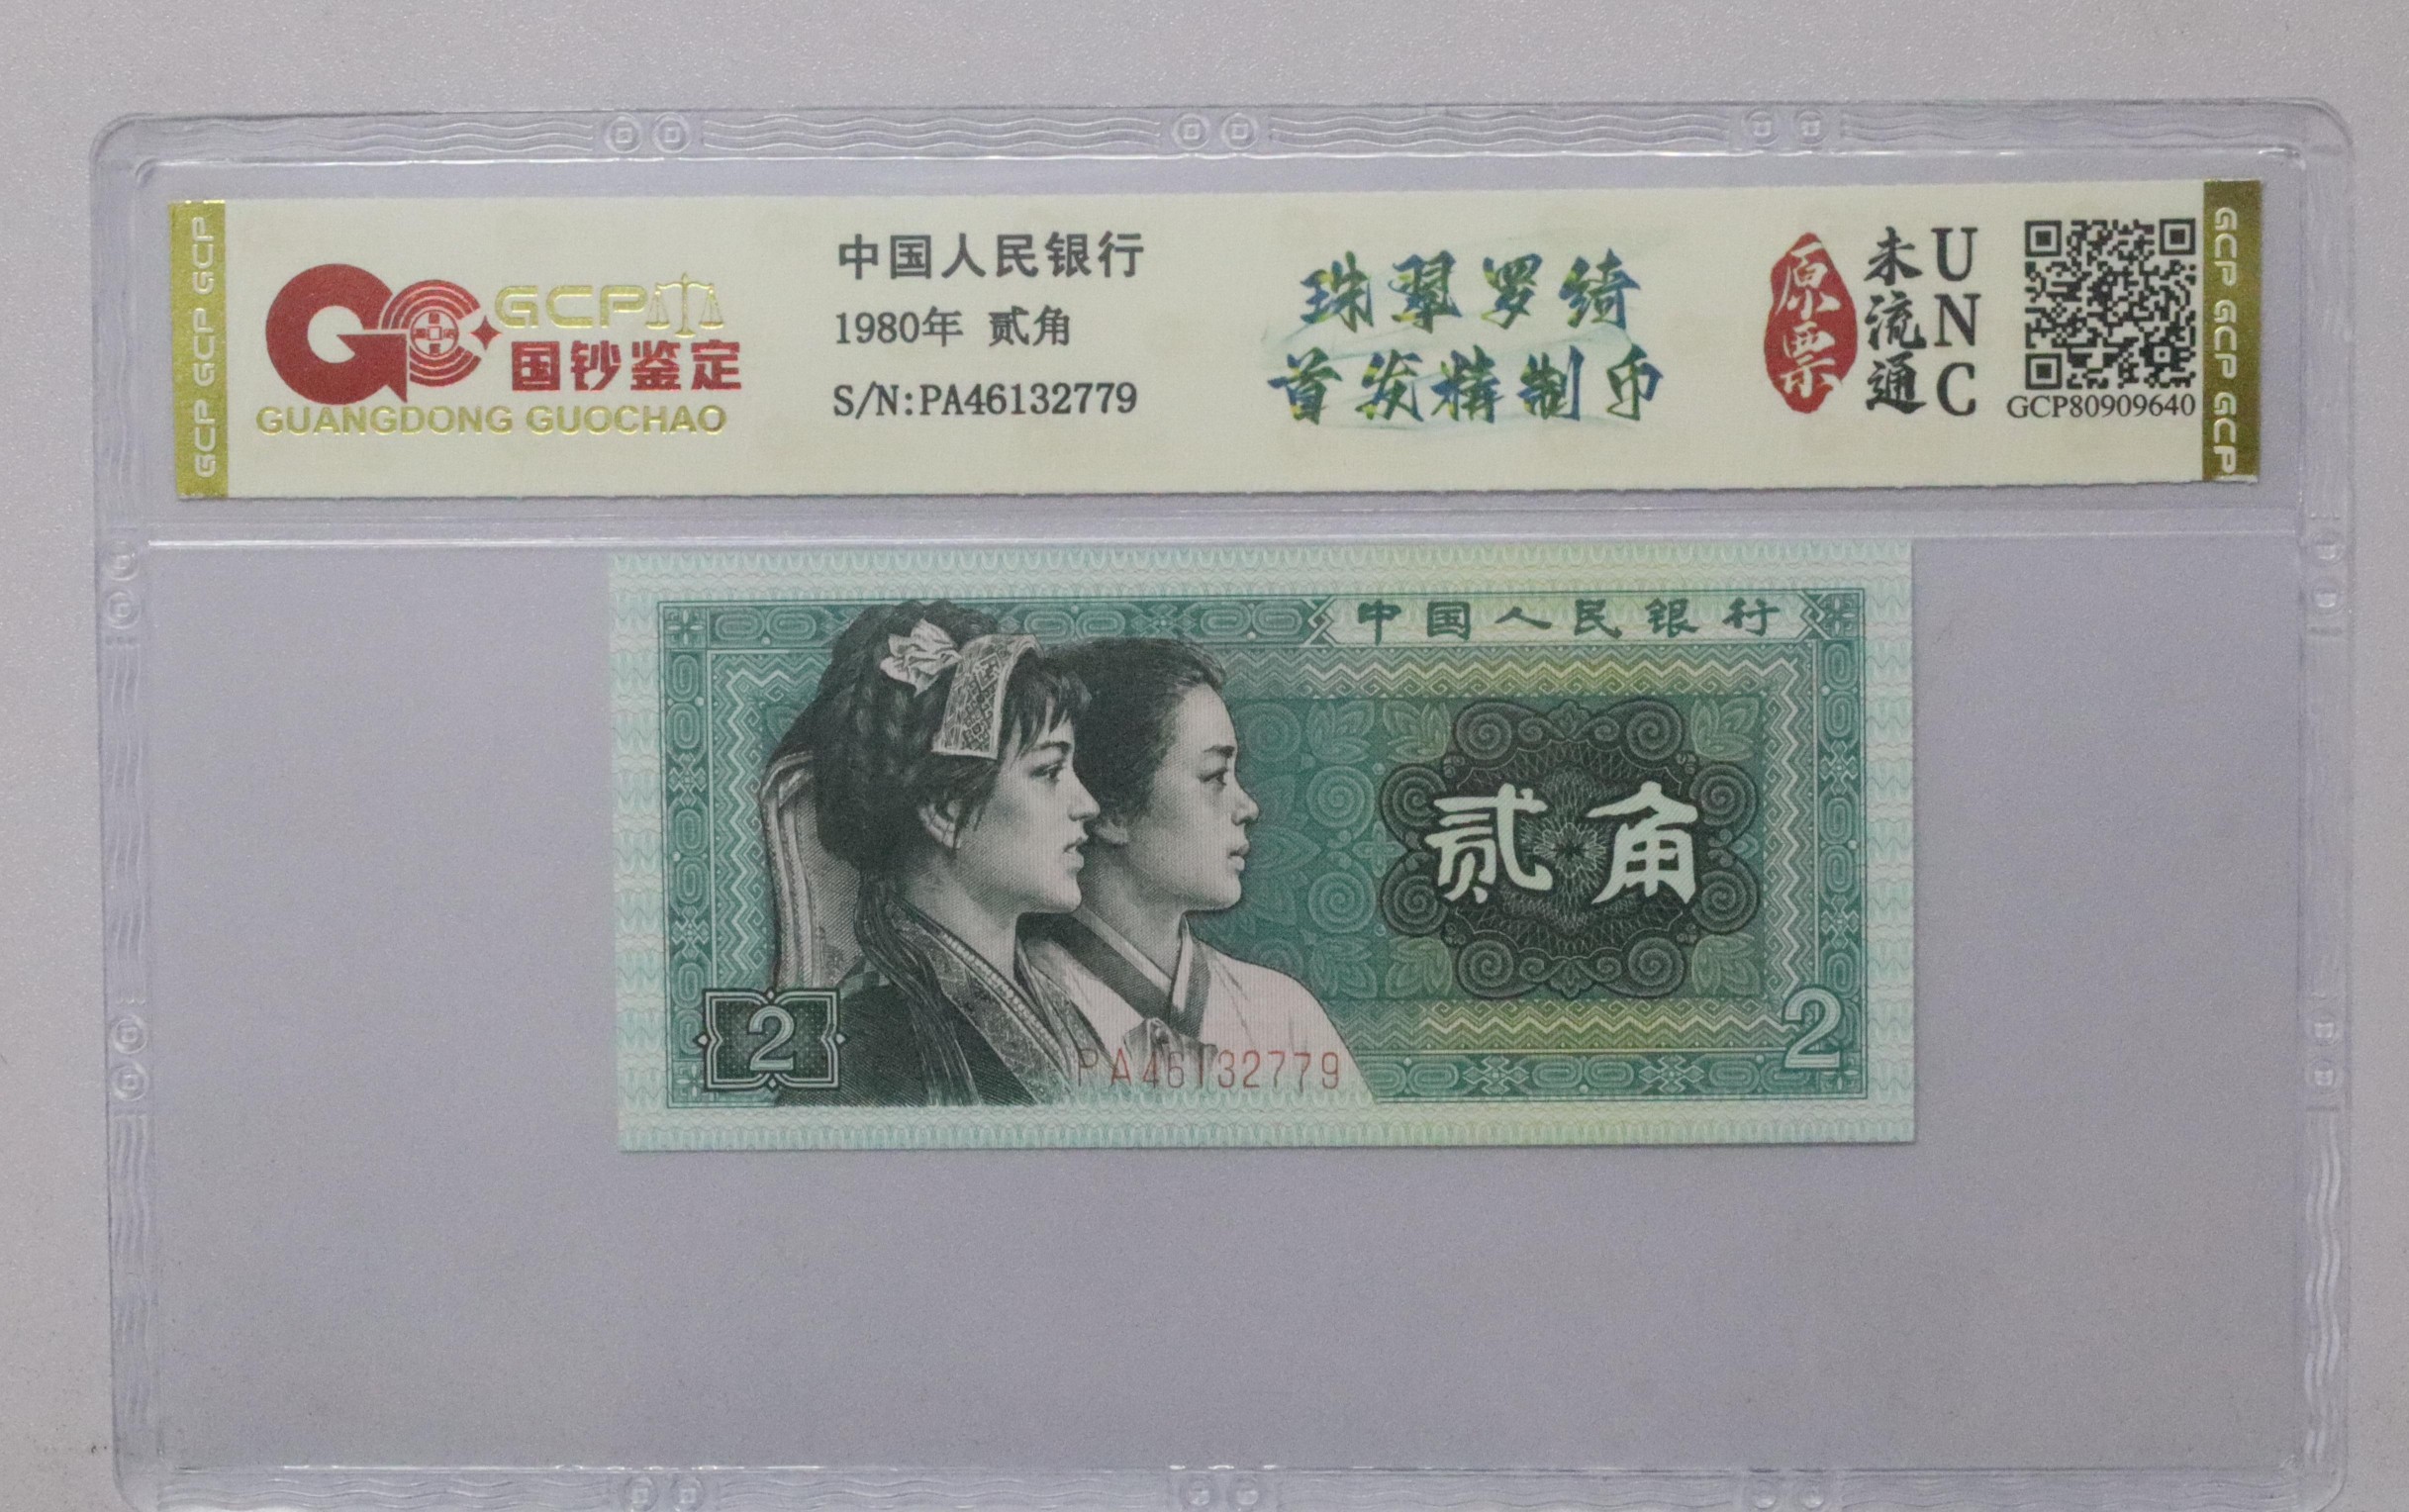 GCP GCP GCP
GCP
国钞鉴定
GUANGDONG GUOCHAO
中国人民银行
1980年 贰角
S/N:PA46132779
珠翠罗绮
首发精制币
原票
未流通
UNC
GCP80909640
GCP GCP GCP
中国人民银行
贰角
2
PA46132779
2